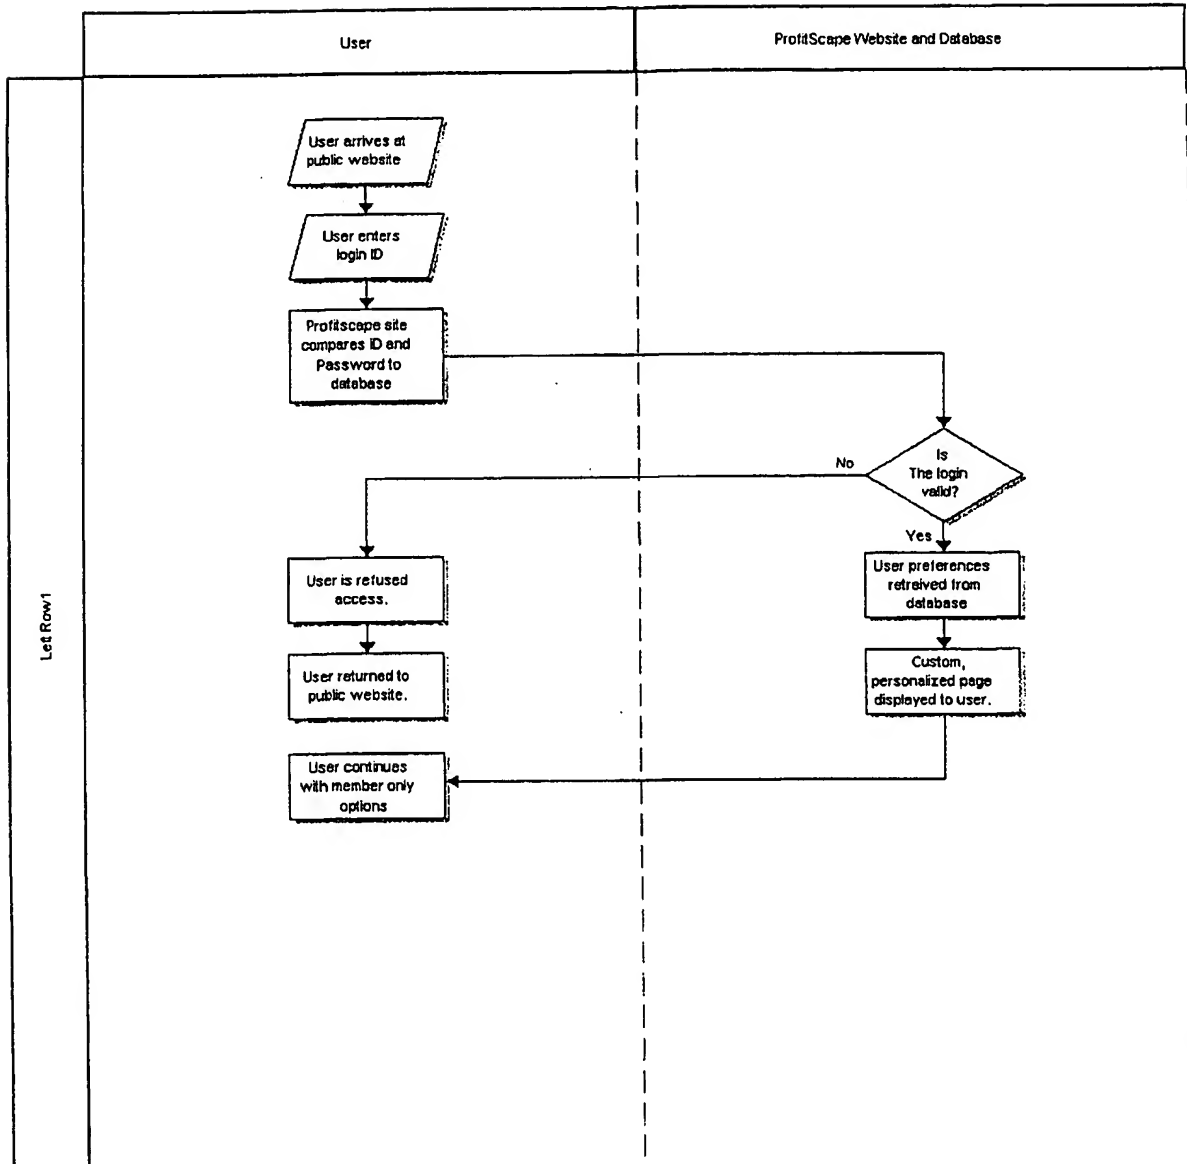 User
ProfitScape Website and Database
Left Row1
User arrives at
public website
User enters
login ID
Profitscape site
compares ID and
Password to
database
Is
The login
valid?
No
Yes
User is refused
access.
User preferences
retreived from
database
User returned to
public website.
Custom,
personalized page
displayed to user.
User continues
with member only
options